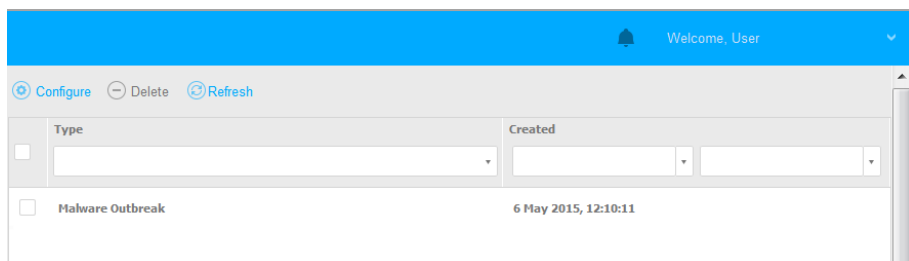 Welcome, User
Configure Delete Refresh
Type Created
Malware Outbreak 6 May 2015, 12:10:11